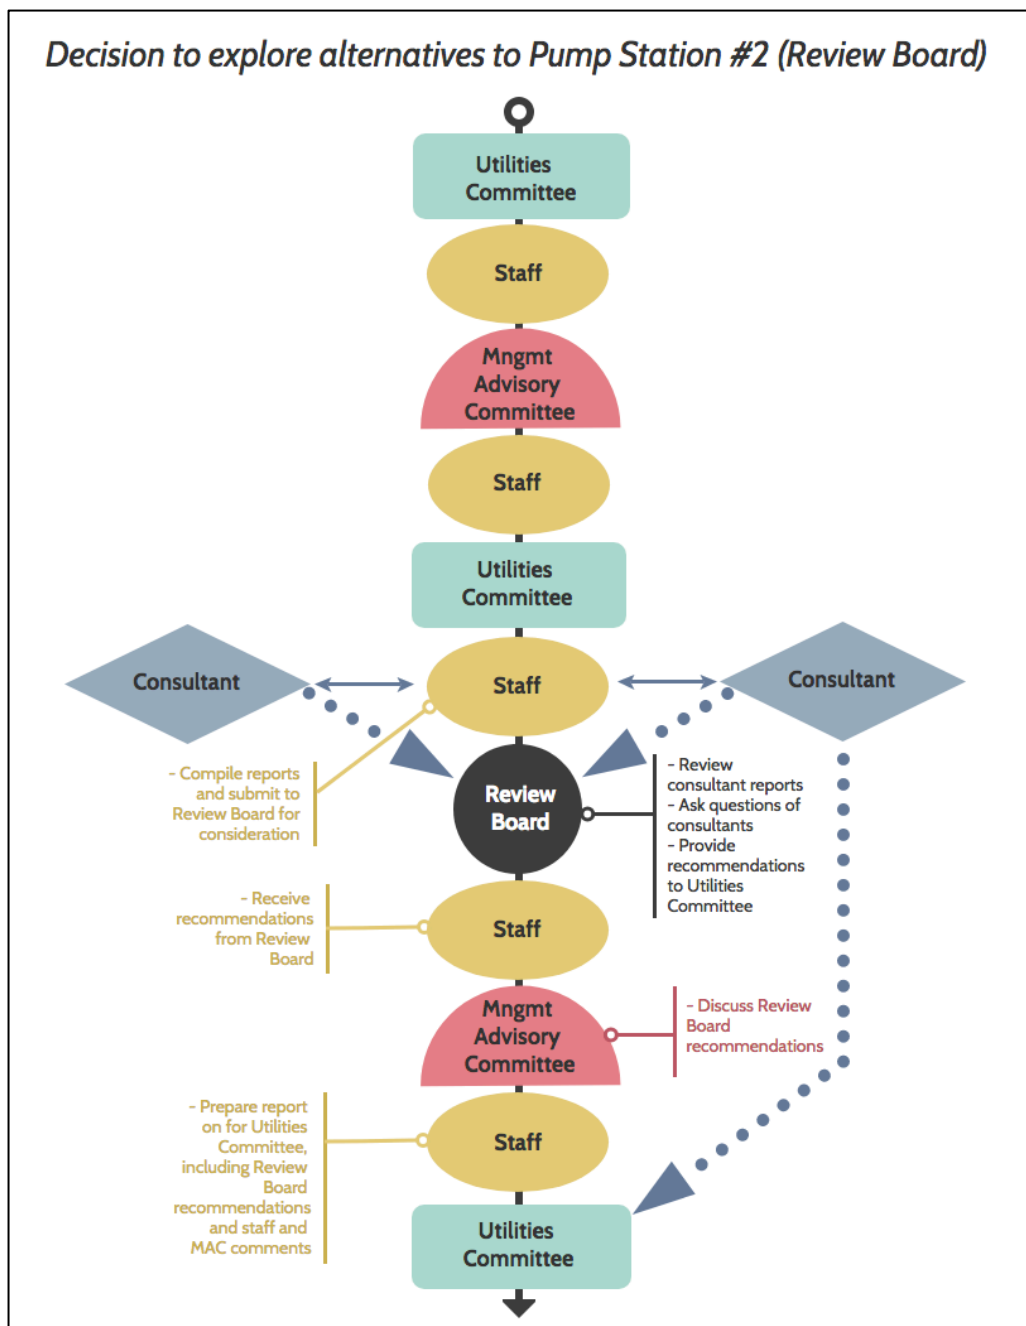 Decision to explore alternatives to Pump Station #2 (Review Board)
Utilities
Committee
Staff
Mngmt
Advisory
Committee
Staff
Utilities
Committee
Consultant
Staff
Consultant
- Compile reports
and submit to
Review Board for
consideration
Review
Board
- Review
consultant reports
- Ask questions of
consultants
- Provide
recommendations
to Utilities
Committee
- Receive
recommendations
from Review
Board
Staff
Mngmt
Advisory
Committee
- Discuss Review
Board
recommendations
- Prepare report
on for Utilities
Committee,
including Review
Board
recommendations
and staff and
MAC comments
Staff
Utilities
Committee